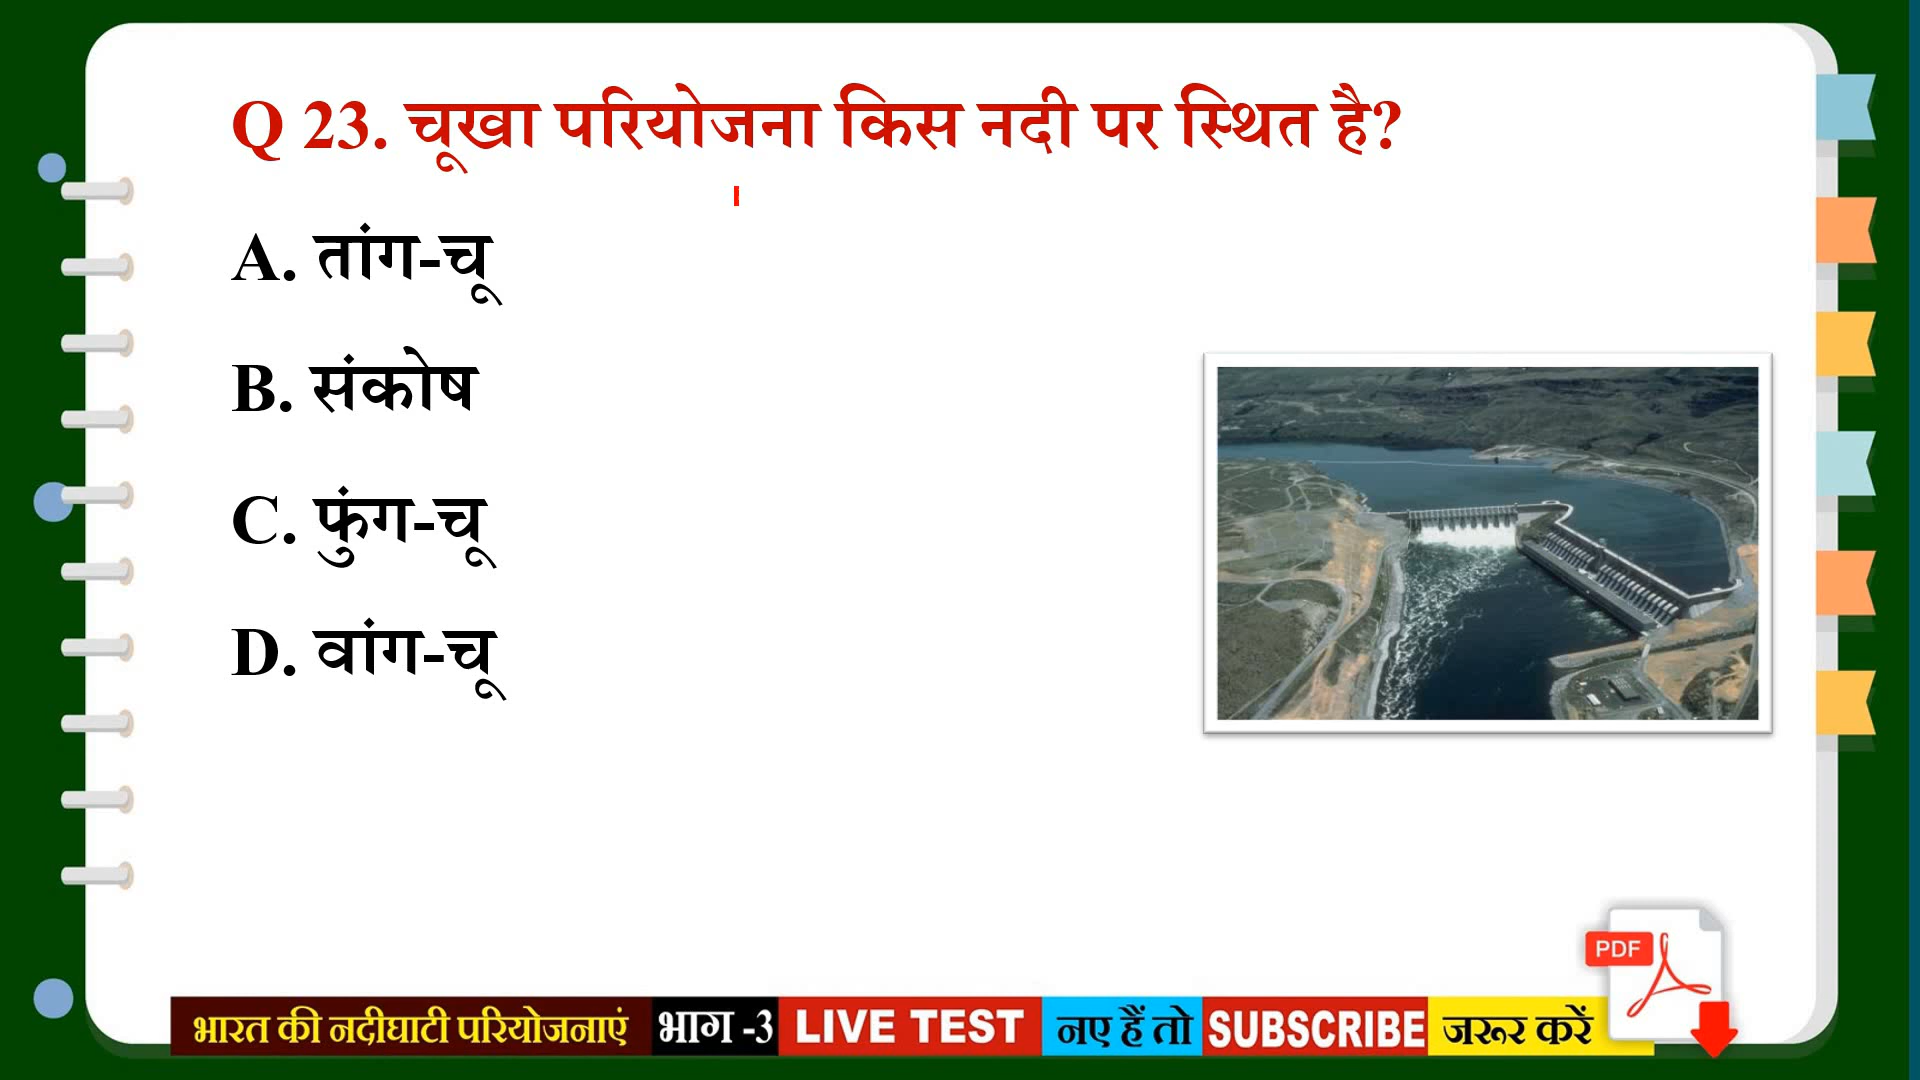 Q 23. चूखा परियोजना किस नदी पर स्थित है?
A. तांग-चू
B. संकोष
C. फुंग-चू
D. वांग-चू
PDF
भारत की नदीघाटी परियोजनाएं भाग -3 LIVE TEST नए हैं तो SUBSCRIBE जरूर करें